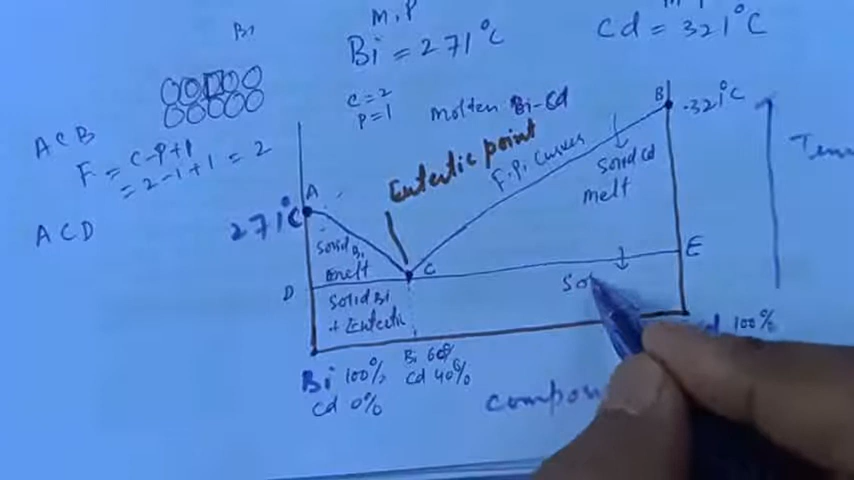 Bi
M.P
Bi = 271°C
Cd = 321°C
C=2
P=1
Molten Bi-Cd
B
321°C
ACB
F = C-P+1
= 2-1+1 = 2
Eutectic point
F.P. Curves
Solid Cd
melt
A
271°C
ACD
Solid Bi
melt
C
E
D
Solid Bi
+ Eutectic
So
Bi 100%
Cd 0%
Bi 60%
Cd 40%
100%